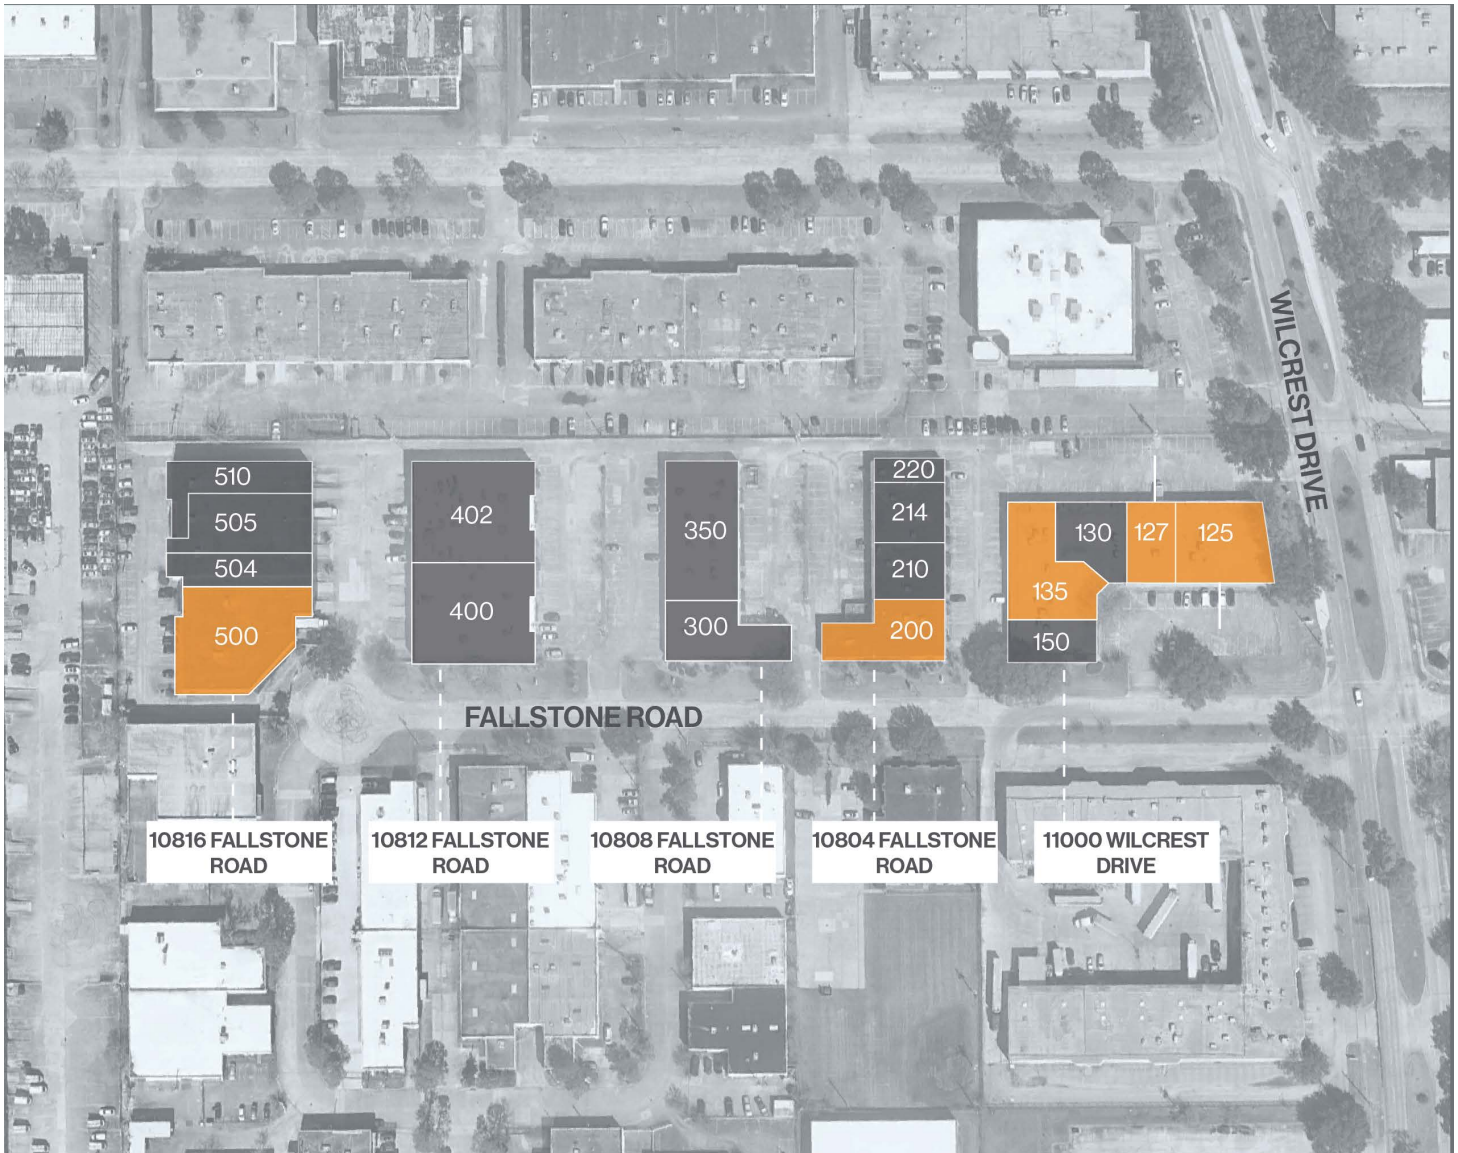 WILCREST DRIVE
510
505
504
500
402
400
350
300
220
214
210
200
130
127
125
135
150
FALLSTONE ROAD
10816 FALLSTONE
ROAD
10812 FALLSTONE
ROAD
10808 FALLSTONE
ROAD
10804 FALLSTONE
ROAD
11000 WILCREST
DRIVE